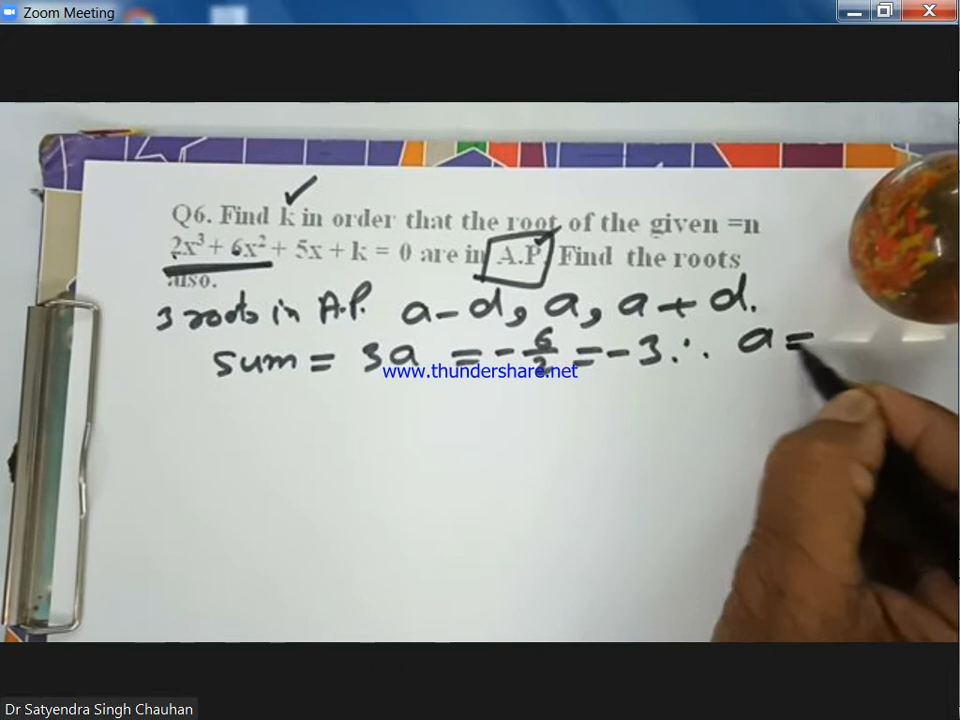 Zoom Meeting
Q6. Find k in order that the root of the given =n
2x³ + 6x² + 5x + k = 0 are in A.P. Find the roots
also.
3 roots in A.P. a - d, a, a + d.
Sum = 3a = - 6/2 = - 3 ∴ a =
www.thundershare.net
Dr Satyendra Singh Chauhan